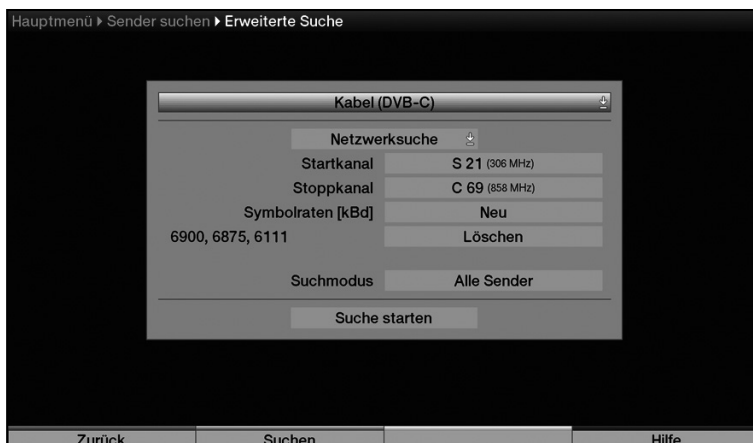 Hauptmenü ▸ Sender suchen ▸ Erweiterte Suche
Kabel (DVB-C)
Netzwerksuche
Startkanal S 21 (306 MHz)
Stoppkanal C 69 (858 MHz)
Symbolraten [kBd] Neu
6900, 6875, 6111 Löschen
Suchmodus Alle Sender
Suche starten
Zurück Suchen Hilfe